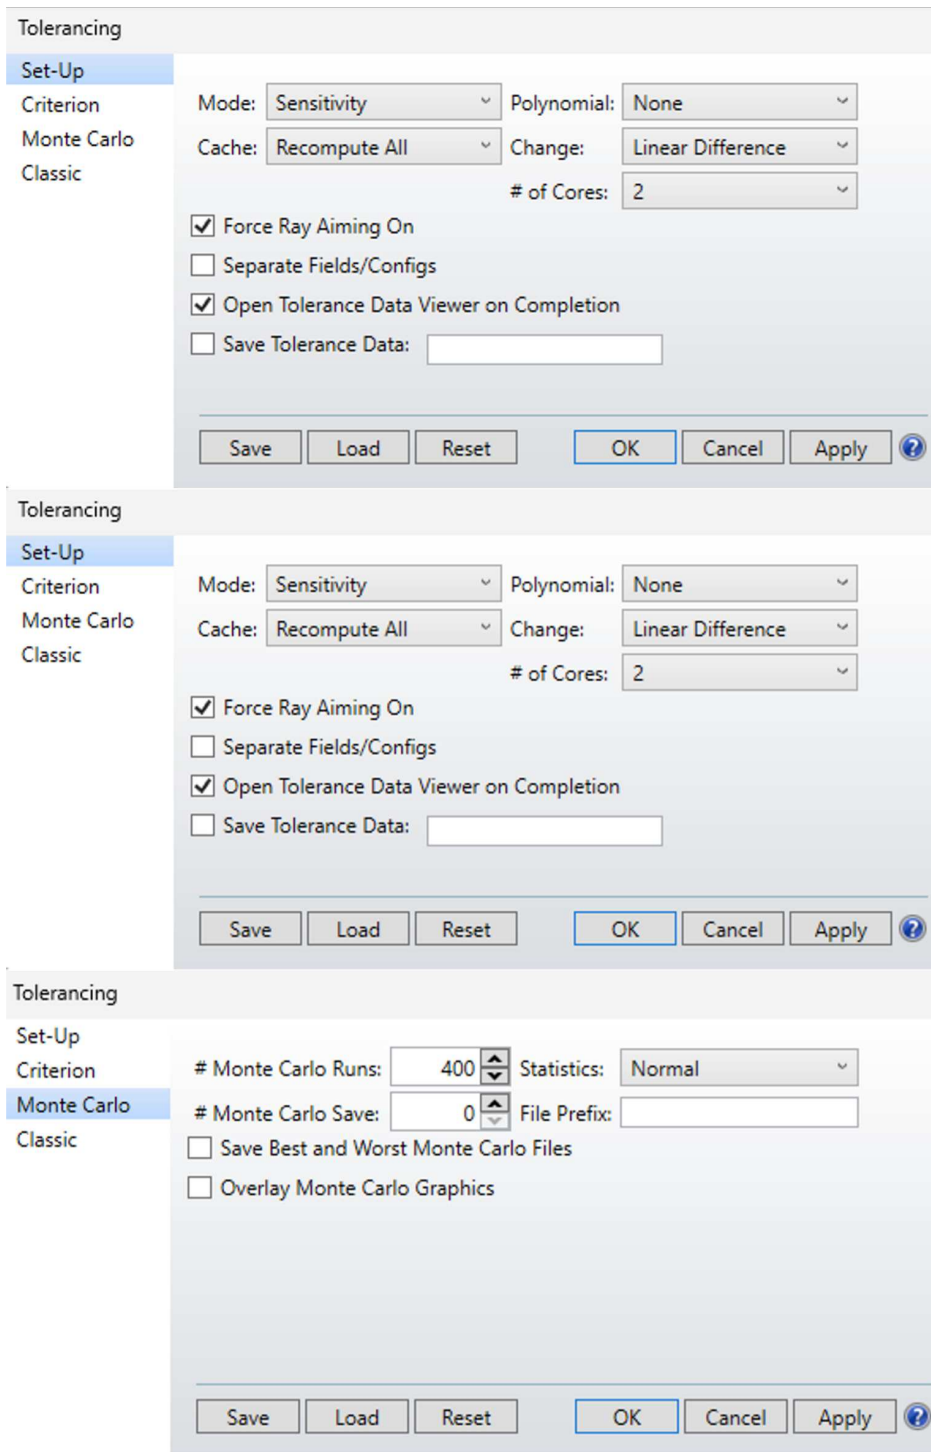 Tolerancing
Set-Up
Criterion
Monte Carlo
Classic
Mode: Sensitivity Polynomial: None
Cache: Recompute All Change: Linear Difference
# of Cores: 2
Force Ray Aiming On
Separate Fields/Configs
Open Tolerance Data Viewer on Completion
Save Tolerance Data:
Save Load Reset OK Cancel Apply ?
Tolerancing
Set-Up
Criterion
Monte Carlo
Classic
Mode: Sensitivity Polynomial: None
Cache: Recompute All Change: Linear Difference
# of Cores: 2
Force Ray Aiming On
Separate Fields/Configs
Open Tolerance Data Viewer on Completion
Save Tolerance Data:
Save Load Reset OK Cancel Apply ?
Tolerancing
Set-Up
Criterion
Monte Carlo
Classic
# Monte Carlo Runs: 400 Statistics: Normal
# Monte Carlo Save: 0 File Prefix:
Save Best and Worst Monte Carlo Files
Overlay Monte Carlo Graphics
Save Load Reset OK Cancel Apply ?